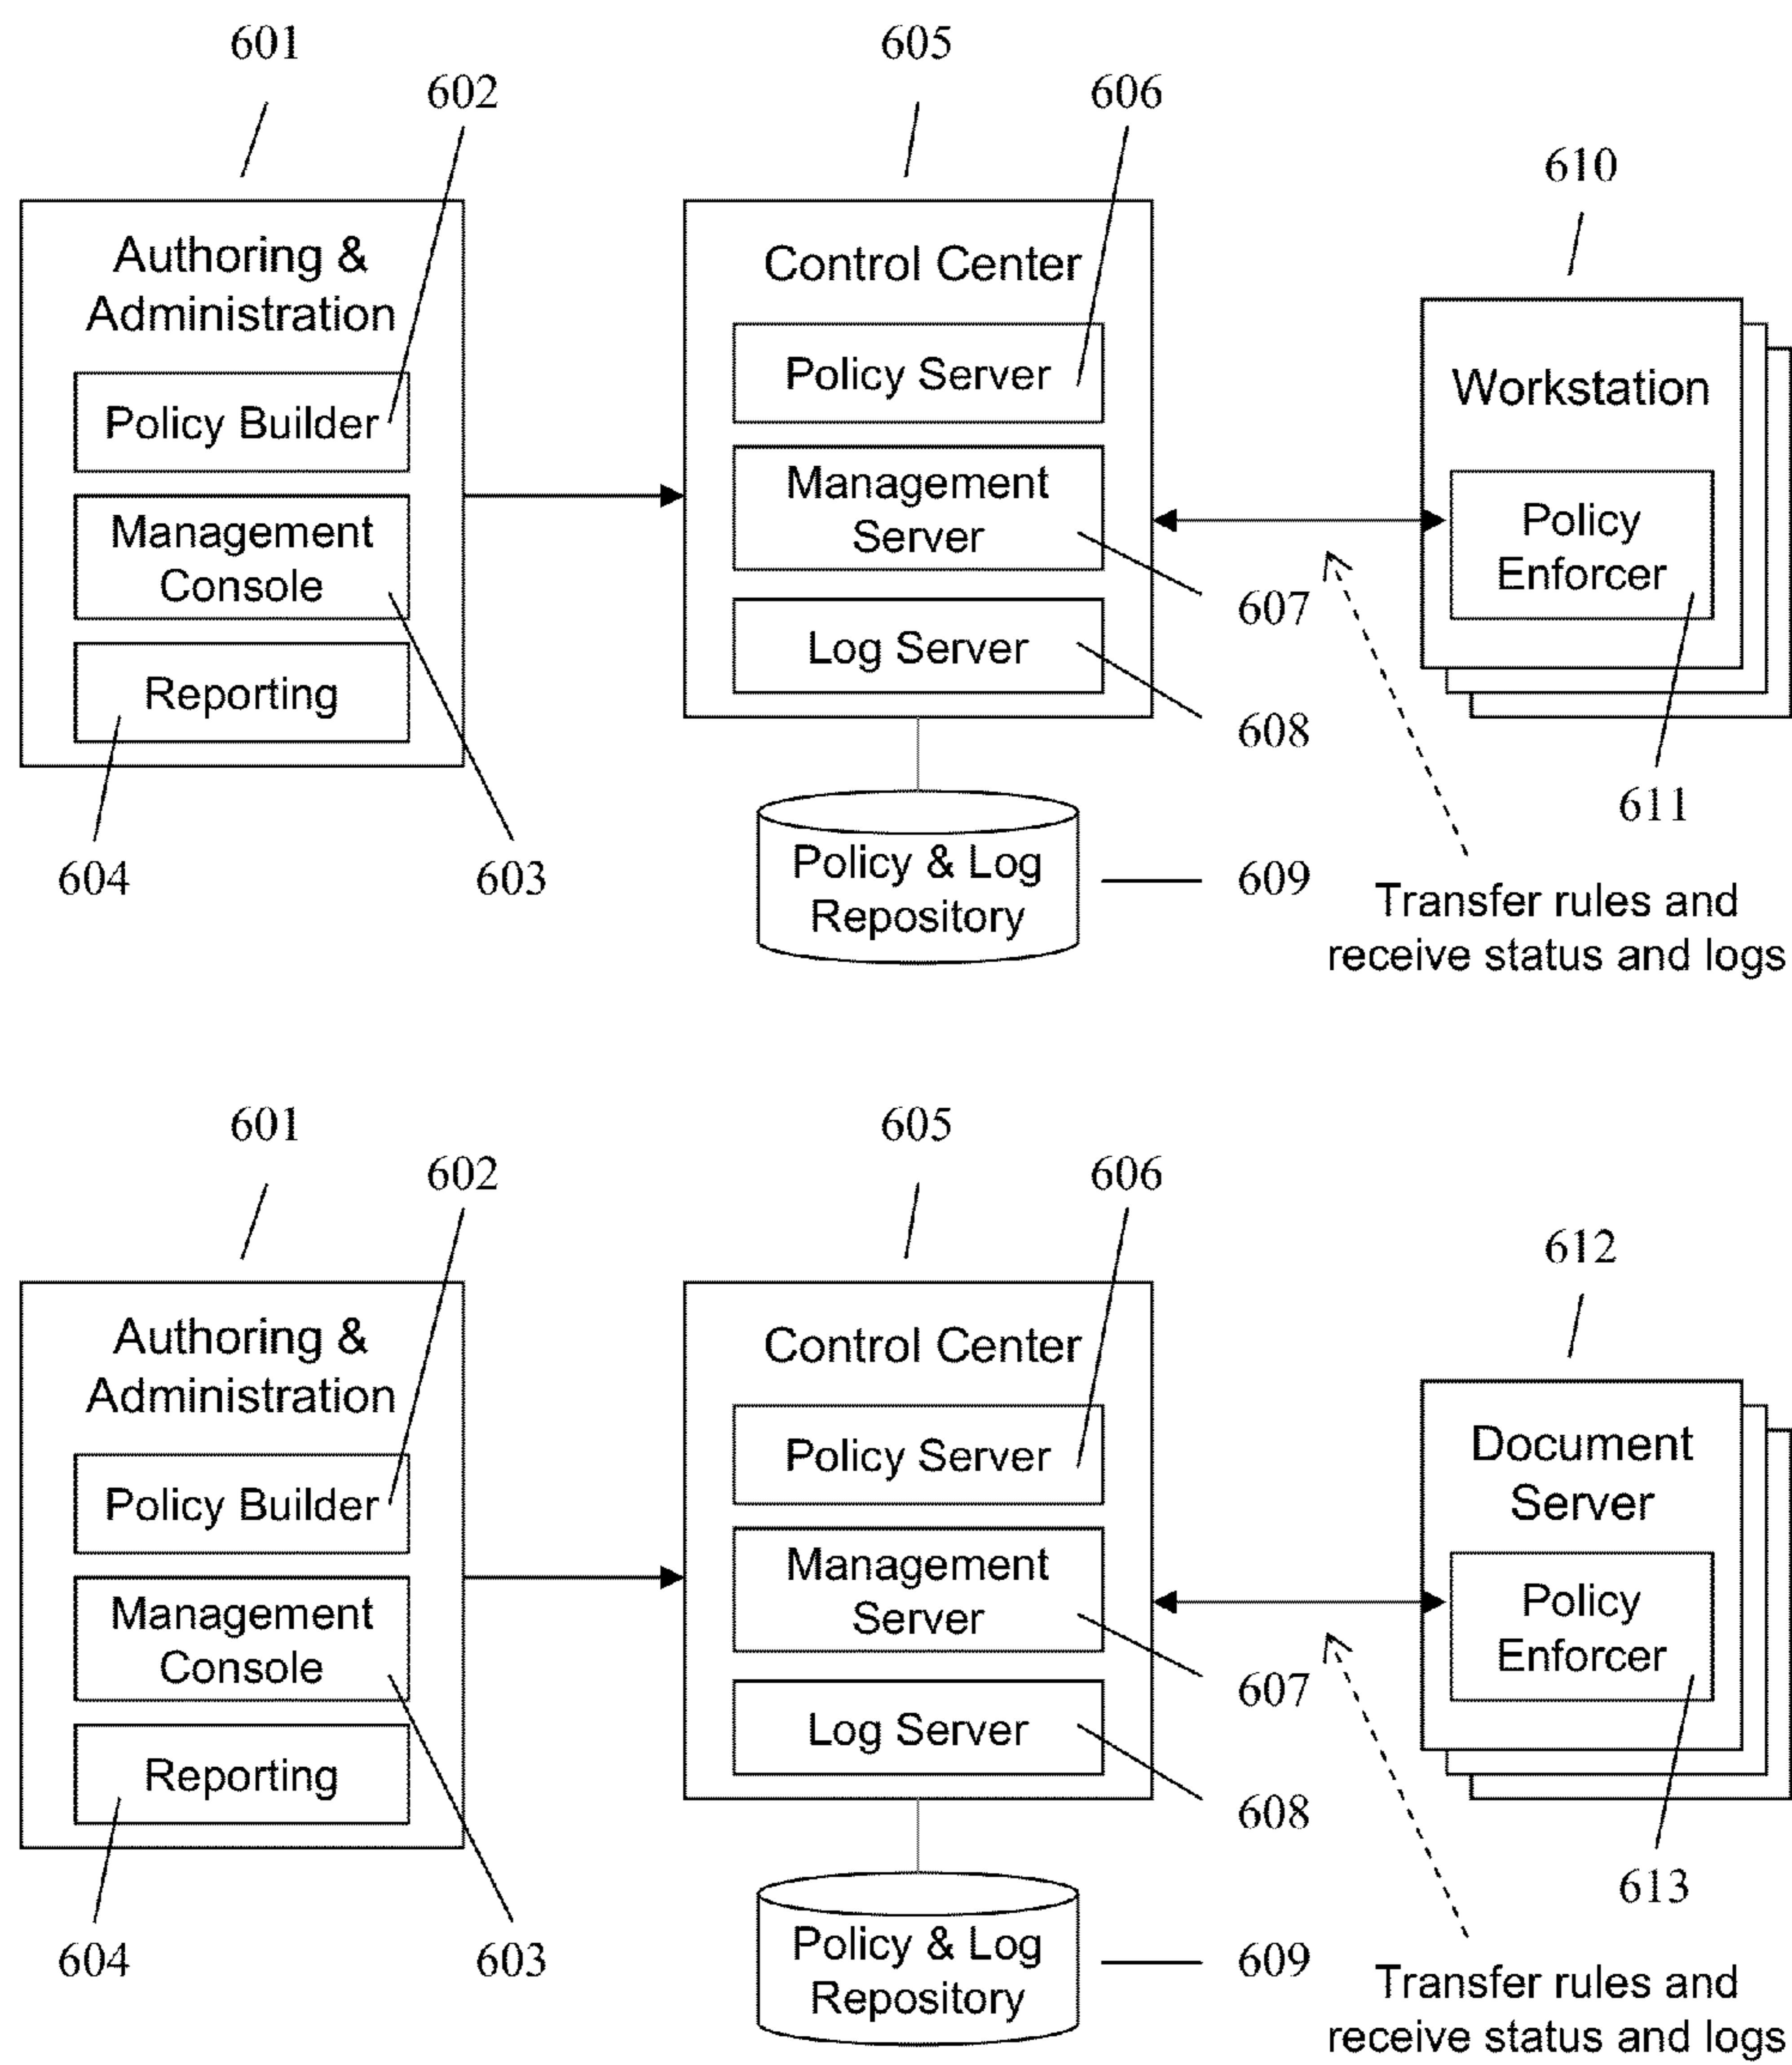 601
602
605
606
610
Authoring &
Administration
Policy Builder
Management
Console
Reporting
604
603
Control Center
Policy Server
Management
Server
Log Server
607
608
Policy & Log
Repository
609
Workstation
Policy
Enforcer
611
Transfer rules and
receive status and logs
601
602
605
606
612
Authoring &
Administration
Policy Builder
Management
Console
Reporting
604
603
Control Center
Policy Server
Management
Server
Log Server
607
608
Policy & Log
Repository
609
Document
Server
Policy
Enforcer
613
Transfer rules and
receive status and logs